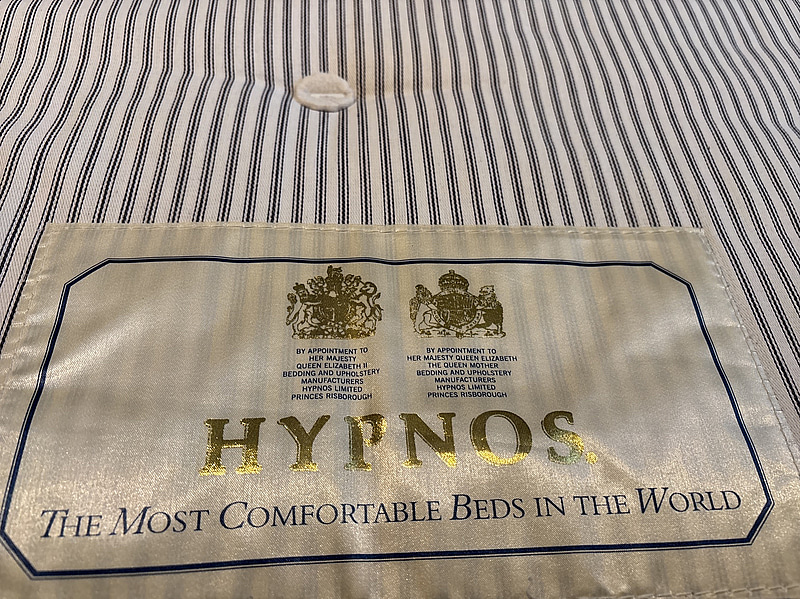 BY APPOINTMENT TO
HER MAJESTY
QUEEN ELIZABETH II
BEDDING AND UPHOLSTERY
MANUFACTURERS
HYPNOS LIMITED
PRINCES RISBOROUGH
BY APPOINTMENT TO
HER MAJESTY QUEEN ELIZABETH
THE QUEEN MOTHER
BEDDING AND UPHOLSTERY
MANUFACTURERS
HYPNOS LIMITED
PRINCES RISBOROUGH
HYPNOS
THE MOST COMFORTABLE BEDS IN THE WORLD